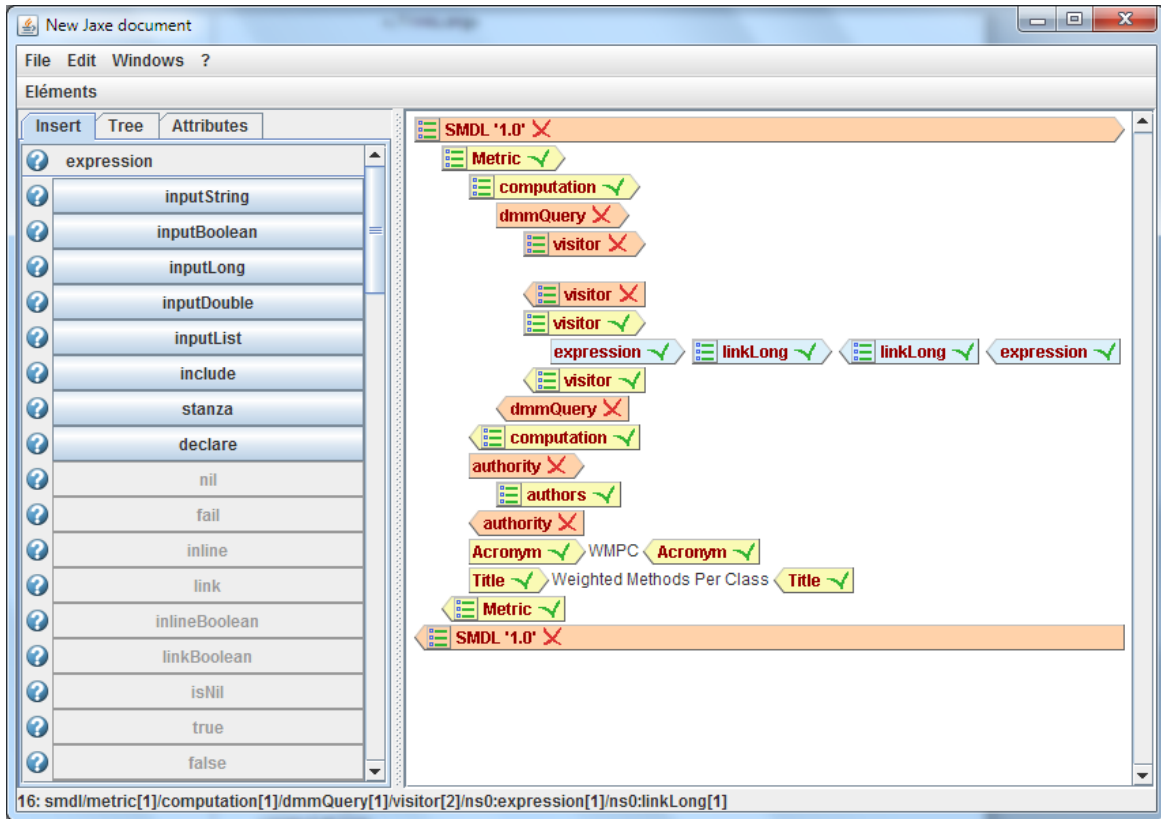 New Jaxe document
File Edit Windows ?
Eléments
Insert Tree Attributes
expression
inputString
inputBoolean
inputLong
inputDouble
inputList
include
stanza
declare
nil
fail
inline
link
inlineBoolean
linkBoolean
isNil
true
false
SMDL '1.0'
Metric
computation
dmmQuery
visitor
visitor
visitor
expression linkLong linkLong expression
visitor
dmmQuery
computation
authority
authors
authority
Acronym WMPC Acronym
Title Weighted Methods Per Class Title
Metric
SMDL '1.0'
16: smdl/metric[1]/computation[1]/dmmQuery[1]/visitor[2]/ns0:expression[1]/ns0:linkLong[1]